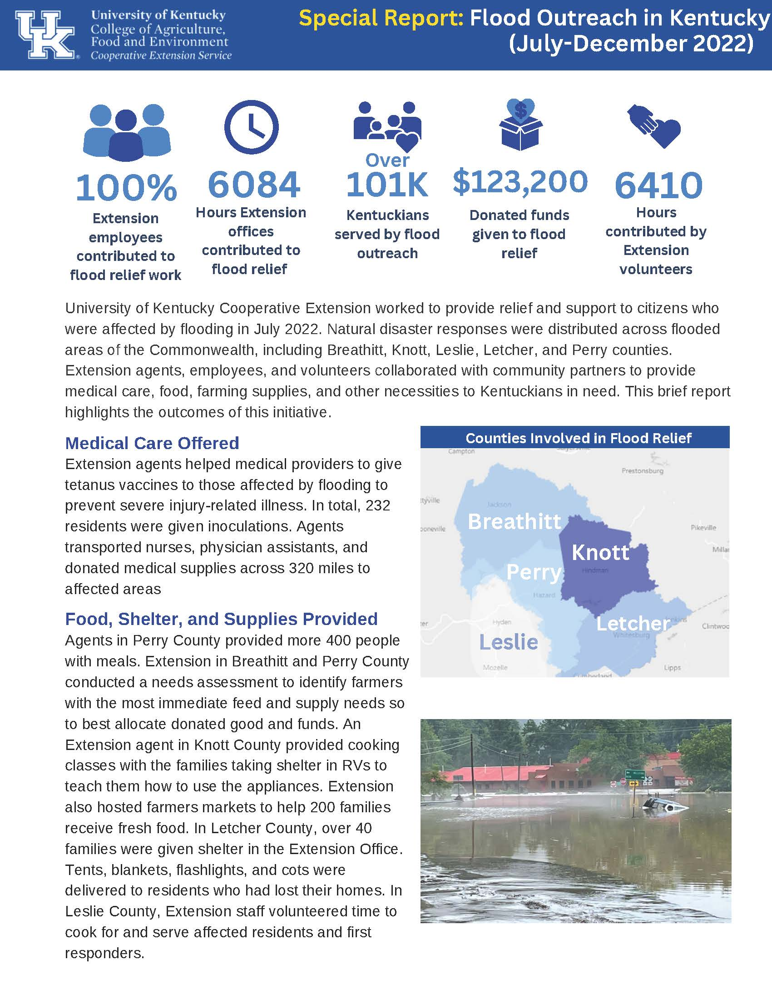 University of Kentucky
College of Agriculture,
Food and Environment
Cooperative Extension Service
Special Report: Flood Outreach in Kentucky
(July-December 2022)
100%
Extension
employees
contributed to
flood relief work
6084
Hours Extension
offices
contributed to
flood relief
Over
101K
Kentuckians
served by flood
outreach
$123,200
Donated funds
given to flood
relief
6410
Hours
contributed by
Extension
volunteers
University of Kentucky Cooperative Extension worked to provide relief and support to citizens who
were affected by flooding in July 2022. Natural disaster responses were distributed across flooded
areas of the Commonwealth, including Breathitt, Knott, Leslie, Letcher, and Perry counties.
Extension agents, employees, and volunteers collaborated with community partners to provide
medical care, food, farming supplies, and other necessities to Kentuckians in need. This brief report
highlights the outcomes of this initiative.
Medical Care Offered
Extension agents helped medical providers to give
tetanus vaccines to those affected by flooding to
prevent severe injury-related illness. In total, 232
residents were given inoculations. Agents
transported nurses, physician assistants, and
donated medical supplies across 320 miles to
affected areas
Food, Shelter, and Supplies Provided
Agents in Perry County provided more 400 people
with meals. Extension in Breathitt and Perry County
conducted a needs assessment to identify farmers
with the most immediate feed and supply needs so
to best allocate donated good and funds. An
Extension agent in Knott County provided cooking
classes with the families taking shelter in RVs to
teach them how to use the appliances. Extension
also hosted farmers markets to help 200 families
receive fresh food. In Letcher County, over 40
families were given shelter in the Extension Office.
Tents, blankets, flashlights, and cots were
delivered to residents who had lost their homes. In
Leslie County, Extension staff volunteered time to
cook for and serve affected residents and first
responders.
Counties Involved in Flood Relief
Campton
Prestonsburg
tyville
Jackson
Breathitt
ooneville
Pikeville
Knott
Millar
Perry
Hindman
Hazard
er
Hyden
Letcher
Jenkins
Clintwoo
Whitesburg
Leslie
Mozelle
Lipps
Cumberland